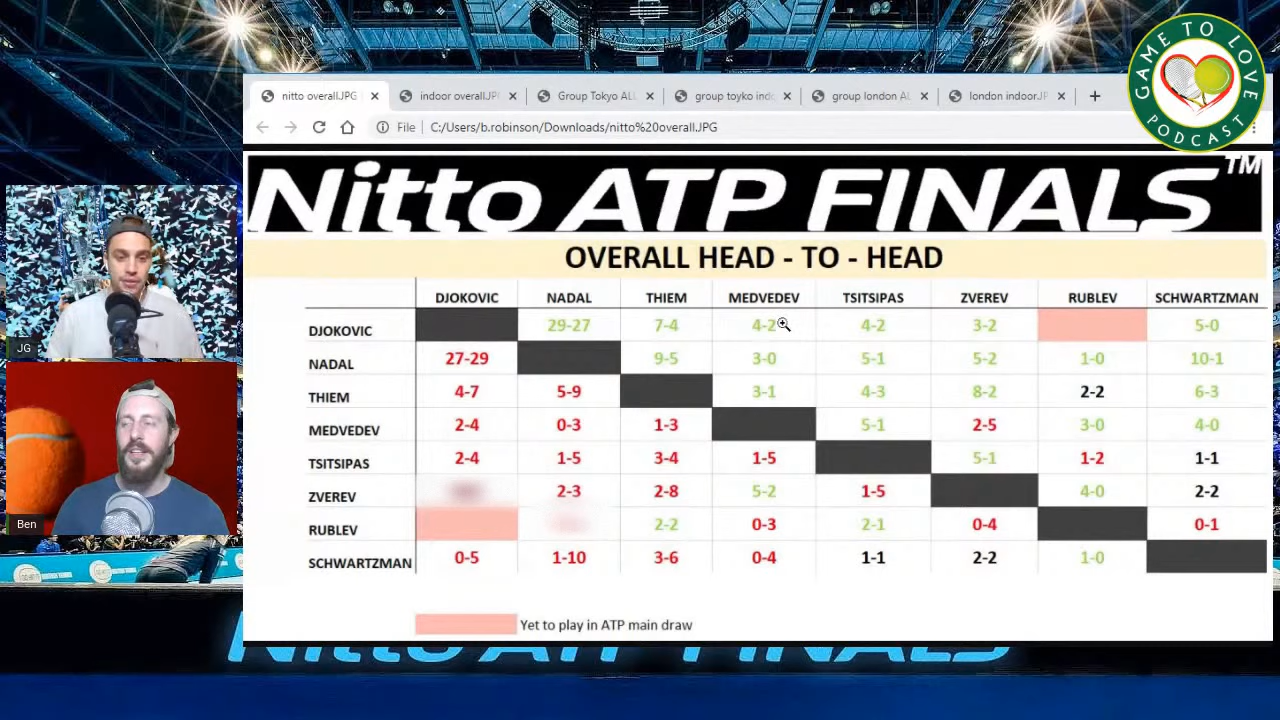 GAME TO LOVE
PODCAST
nitto overall.JPG
indoor overall.JP
Group Tokyo ALL
group toyko indo
group london AL
london indoor.JP
File C:/Users/b.robinson/Downloads/nitto%20overall.JPG
Nitto ATP FINALS™
OVERALL HEAD - TO - HEAD
DJOKOVIC NADAL THIEM MEDVEDEV TSITSIPAS ZVEREV RUBLEV SCHWARTZMAN
DJOKOVIC 29-27 7-4 4-2 4-2 3-2 5-0
NADAL 27-29 9-5 3-0 5-1 5-2 1-0 10-1
THIEM 4-7 5-9 3-1 4-3 8-2 2-2 6-3
MEDVEDEV 2-4 0-3 1-3 5-1 2-5 3-0 4-0
TSITSIPAS 2-4 1-5 3-4 1-5 5-1 1-2 1-1
ZVEREV 2-3 2-8 5-2 1-5 4-0 2-2
RUBLEV 2-2 0-3 2-1 0-4 0-1
SCHWARTZMAN 0-5 1-10 3-6 0-4 1-1 2-2 1-0
Yet to play in ATP main draw
JG
Ben
Nitto ATP FINALS